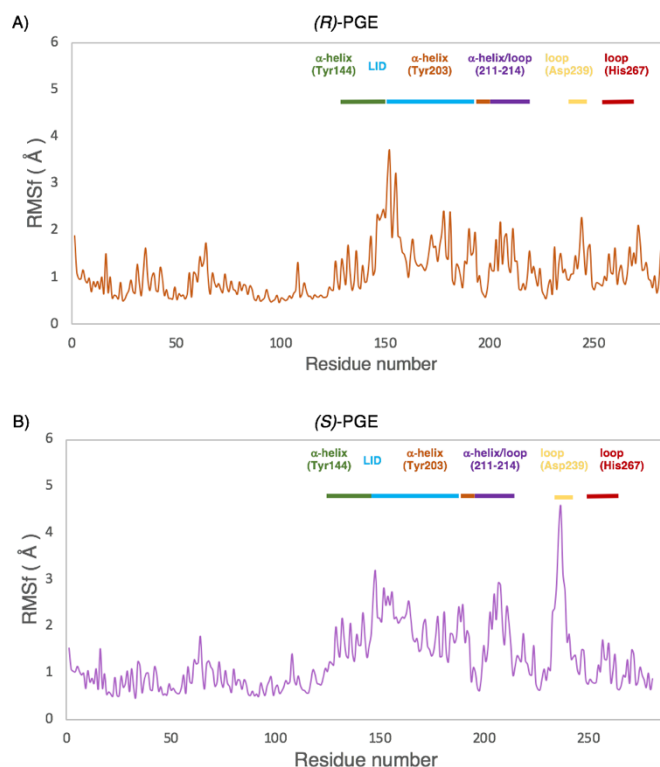 A)
(R)-PGE
α-helix α-helix α-helix/loop loop loop
(Tyr144) LID (Tyr203) (211-214) (Asp239) (His267)
6
5
4
3
2
1
0
RMSf ( Å )
0 50 100 150 200 250
Residue number
B)
(S)-PGE
α-helix α-helix α-helix/loop loop loop
(Tyr144) LID (Tyr203) (211-214) (Asp239) (His267)
6
5
4
3
2
1
0
RMSf ( Å )
0 50 100 150 200 250
Residue number